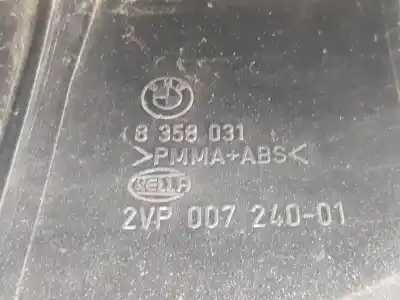 8 358 031
>PMMA+ABS<
HELLA
2VP 007 240-01